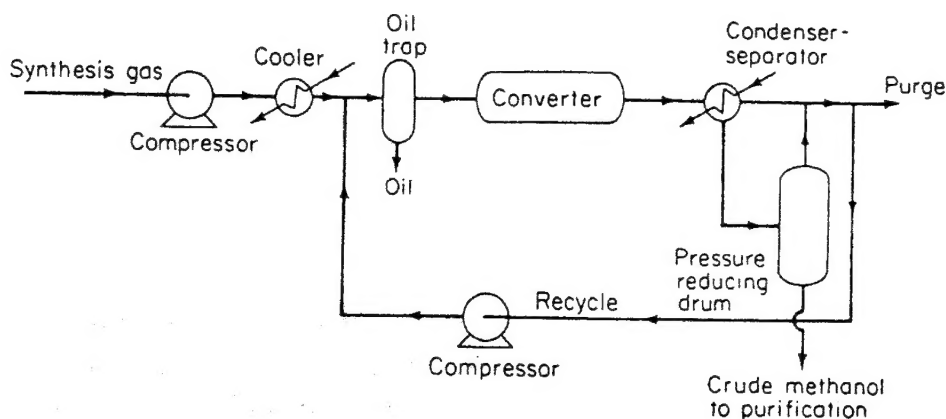 Oil
trap
Condenser-
separator
Cooler
Synthesis gas
Converter
Purge
Compressor
Oil
Pressure
reducing
drum
Recycle
Compressor
Crude methanol
to purification